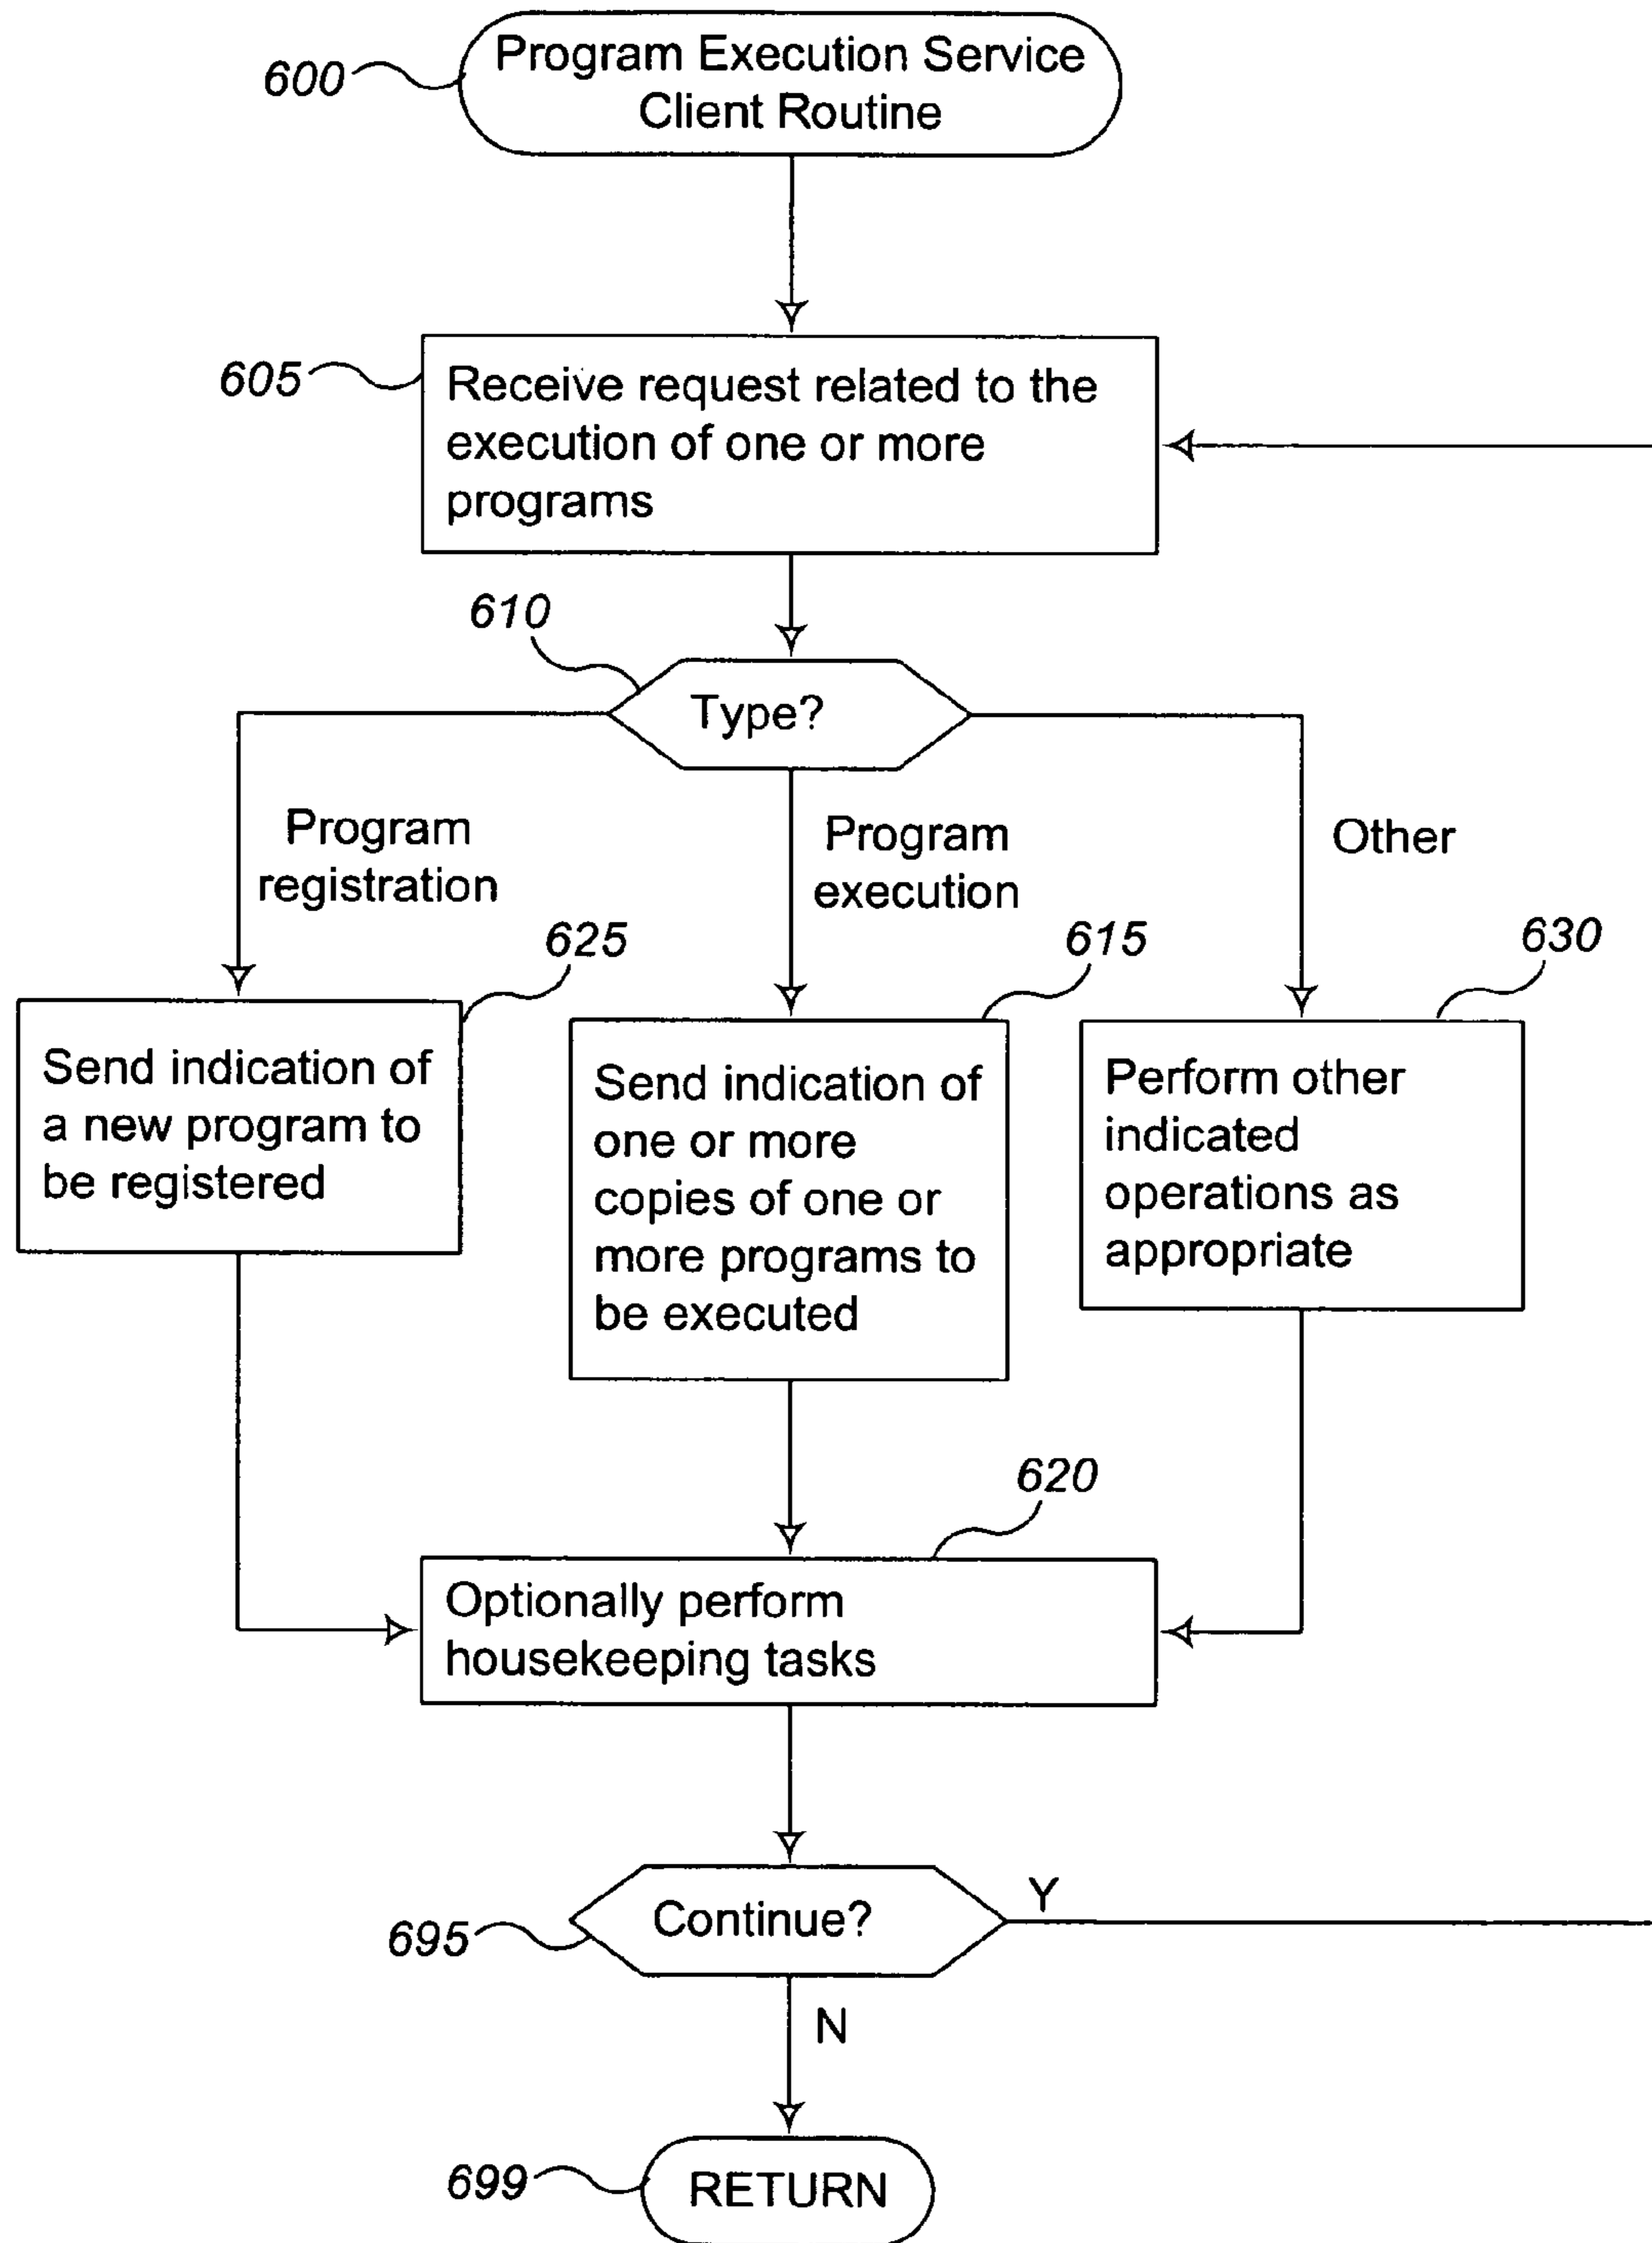 600
Program Execution Service
Client Routine
605
Receive request related to the
execution of one or more
programs
610
Type?
Program
registration
Program
execution
Other
625
615
630
Send indication of
a new program to
be registered
Send indication of
one or more
copies of one or
more programs to
be executed
Perform other
indicated
operations as
appropriate
620
Optionally perform
housekeeping tasks
695
Continue?
Y
N
699
RETURN